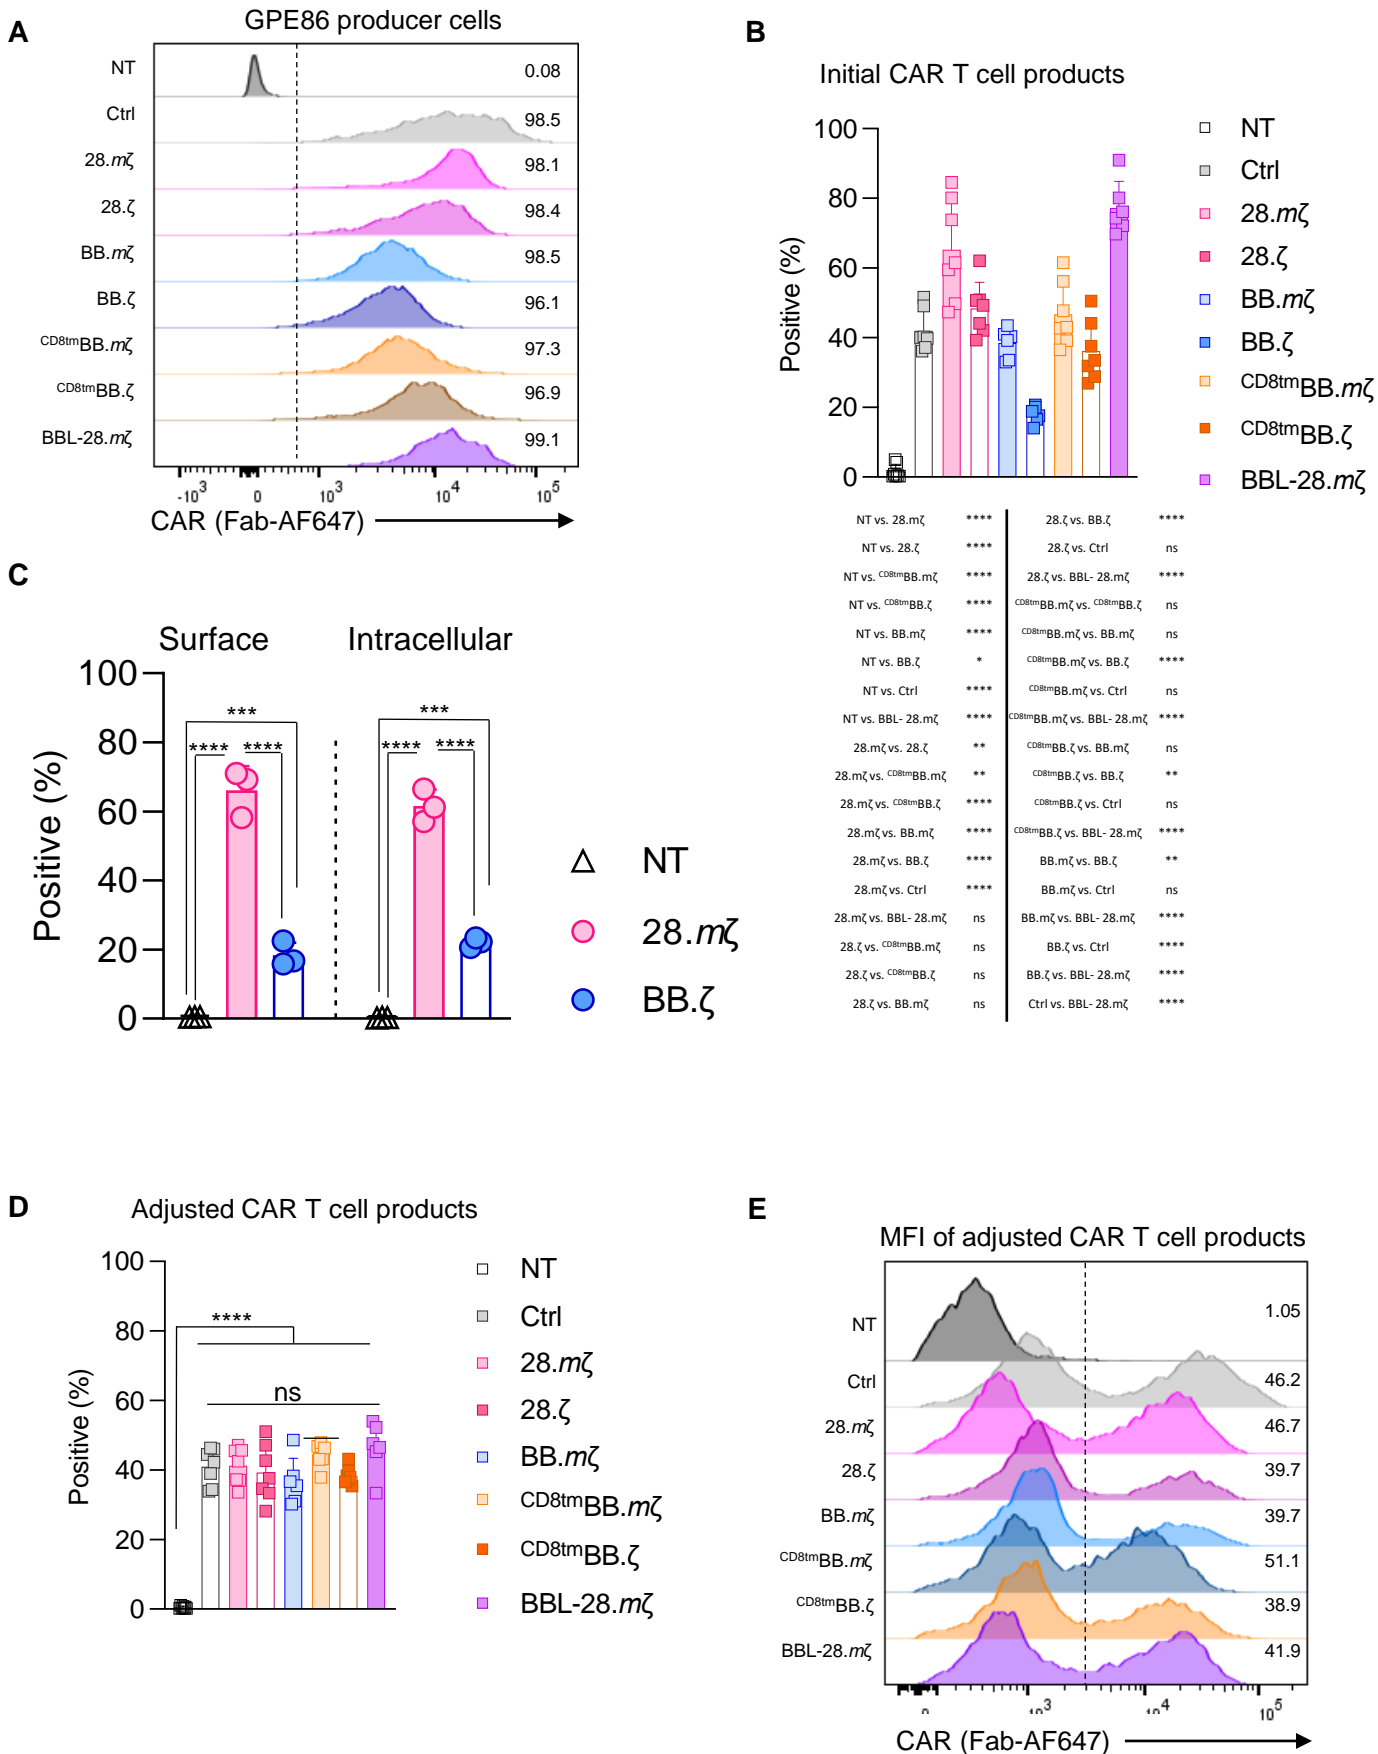 A
GPE86 producer cells
NT 0.08
Ctrl 98.5
28.mζ 98.1
28.ζ 98.4
BB.mζ 98.5
BB.ζ 96.1
CD8tmBB.mζ 97.3
CD8tmBB.ζ 96.9
BBL-28.mζ 99.1
-10³ 0 10³ 10⁴ 10⁵
CAR (Fab-AF647)
B
Initial CAR T cell products
Positive (%)
100
80
60
40
20
0
NT
Ctrl
28.mζ
28.ζ
BB.mζ
BB.ζ
CD8tmBB.mζ
CD8tmBB.ζ
BBL-28.mζ
NT vs. 28.mζ **** 28.ζ vs. BB.ζ ****
NT vs. 28.ζ **** 28.ζ vs. Ctrl ns
NT vs. CD8tmBB.mζ **** 28.ζ vs. BBL- 28.mζ ****
NT vs. CD8tmBB.ζ **** CD8tmBB.mζ vs. CD8tmBB.ζ ns
NT vs. BB.mζ **** CD8tmBB.mζ vs. BB.mζ ns
NT vs. BB.ζ * CD8tmBB.mζ vs. BB.ζ ****
NT vs. Ctrl **** CD8tmBB.mζ vs. Ctrl ns
NT vs. BBL- 28.mζ **** CD8tmBB.mζ vs. BBL- 28.mζ ****
28.mζ vs. 28.ζ ** CD8tmBB.ζ vs. BB.mζ ns
28.mζ vs. CD8tmBB.mζ ** CD8tmBB.ζ vs. BB.ζ **
28.mζ vs. CD8tmBB.ζ **** CD8tmBB.ζ vs. Ctrl ns
28.mζ vs. BB.mζ **** CD8tmBB.ζ vs. BBL- 28.mζ ****
28.mζ vs. BB.ζ **** BB.mζ vs. BB.ζ **
28.mζ vs. Ctrl **** BB.mζ vs. Ctrl ns
28.mζ vs. BBL- 28.mζ ns BB.mζ vs. BBL- 28.mζ ****
28.ζ vs. CD8tmBB.mζ ns BB.ζ vs. Ctrl ****
28.ζ vs. CD8tmBB.ζ ns BB.ζ vs. BBL- 28.mζ ****
28.ζ vs. BB.mζ ns Ctrl vs. BBL- 28.mζ ****
C
Surface Intracellular
Positive (%)
100
80
60
40
20
0
*** ***
**** **** **** ****
NT
28.mζ
BB.ζ
D
Adjusted CAR T cell products
Positive (%)
100
80
60
40
20
0
****
ns
NT
Ctrl
28.mζ
28.ζ
BB.mζ
CD8tmBB.mζ
CD8tmBB.ζ
BBL-28.mζ
E
MFI of adjusted CAR T cell products
NT 1.05
Ctrl 46.2
28.mζ 46.7
28.ζ 39.7
BB.mζ 39.7
CD8tmBB.mζ 51.1
CD8tmBB.ζ 38.9
BBL-28.mζ 41.9
0 10³ 10⁴ 10⁵
CAR (Fab-AF647)